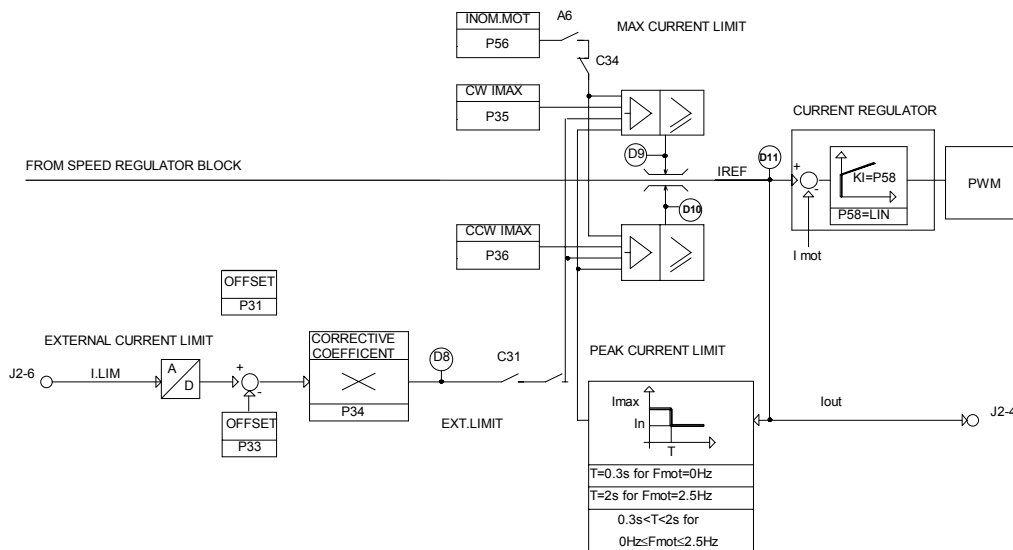 INOM.MOT
P56
A6
MAX CURRENT LIMIT
C34
CW IMAX
P35
CURRENT REGULATOR
D9
D11
FROM SPEED REGULATOR BLOCK
IREF
+
-
KI=P58
P58=LIN
PWM
D10
CCW IMAX
P36
I mot
OFFSET
P31
EXTERNAL CURRENT LIMIT
CORRECTIVE
COEFFICENT
P34
D8
C31
PEAK CURRENT LIMIT
J2-6
I.LIM
A
D
+
-
OFFSET
P33
EXT.LIMIT
Imax
In
T
Iout
J2-4
T=0.3s for Fmot=0Hz
T=2s for Fmot=2.5Hz
0.3s<T<2s for
0Hz≤Fmot≤2.5Hz